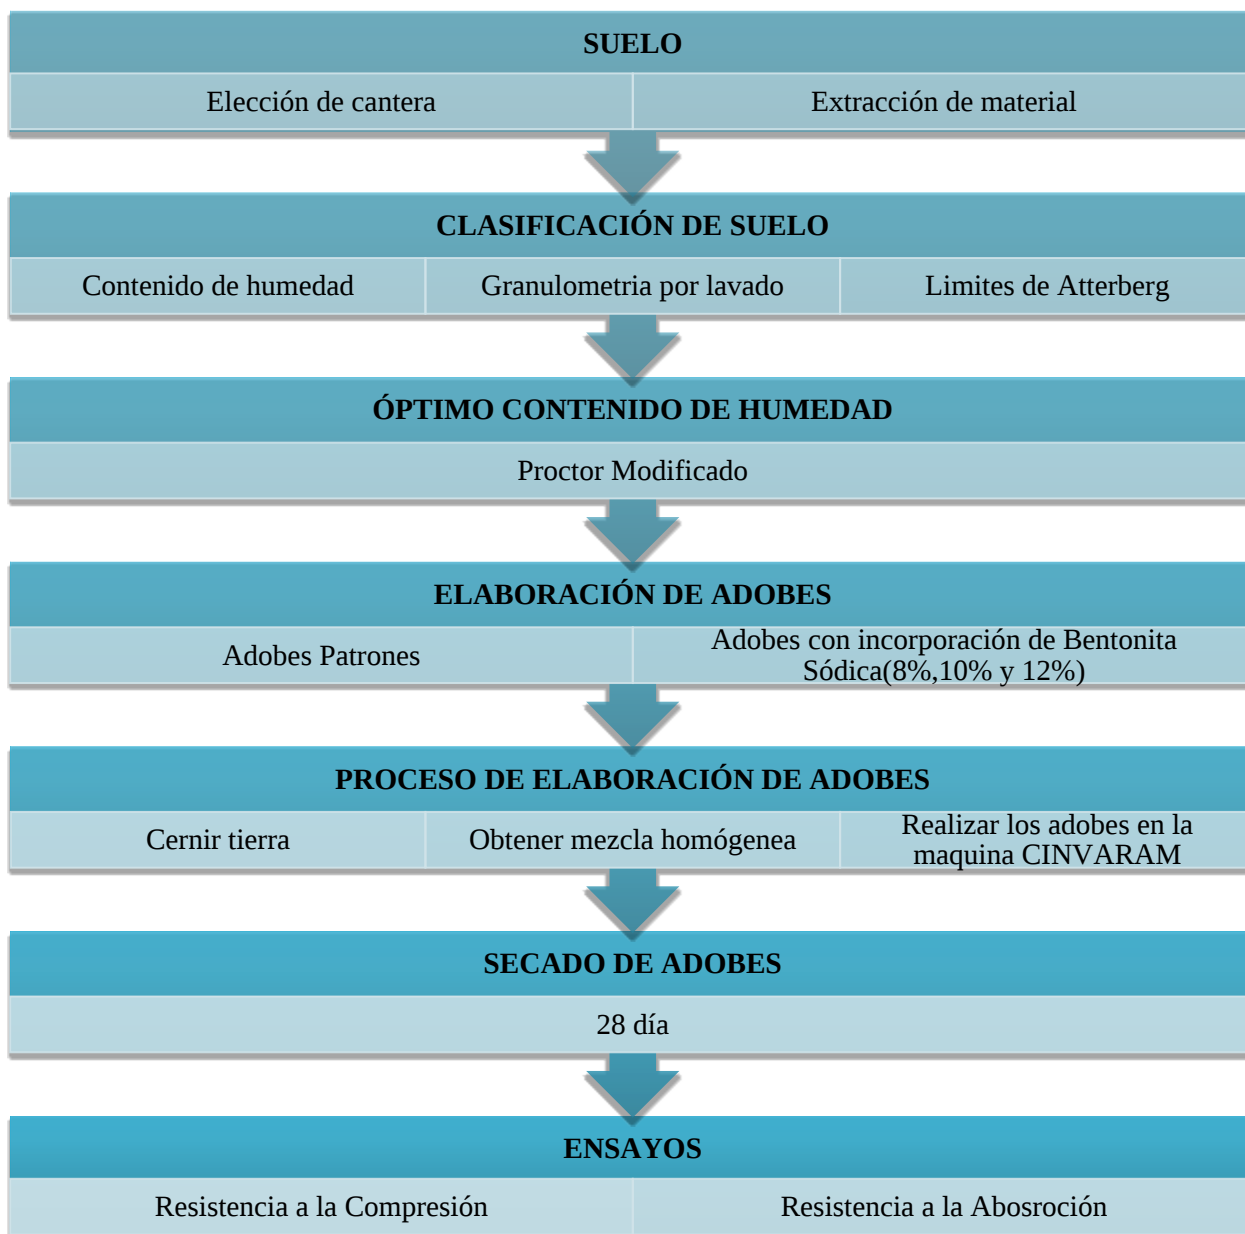 SUELO
Elección de cantera
Extracción de material
CLASIFICACIÓN DE SUELO
Contenido de humedad
Granulometria por lavado
Limites de Atterberg
ÓPTIMO CONTENIDO DE HUMEDAD
Proctor Modificado
ELABORACIÓN DE ADOBES
Adobes Patrones
Adobes con incorporación de Bentonita
Sódica(8%,10% y 12%)
PROCESO DE ELABORACIÓN DE ADOBES
Cernir tierra
Obtener mezcla homógenea
Realizar los adobes en la
maquina CINVARAM
SECADO DE ADOBES
28 día
ENSAYOS
Resistencia a la Compresión
Resistencia a la Abosroción